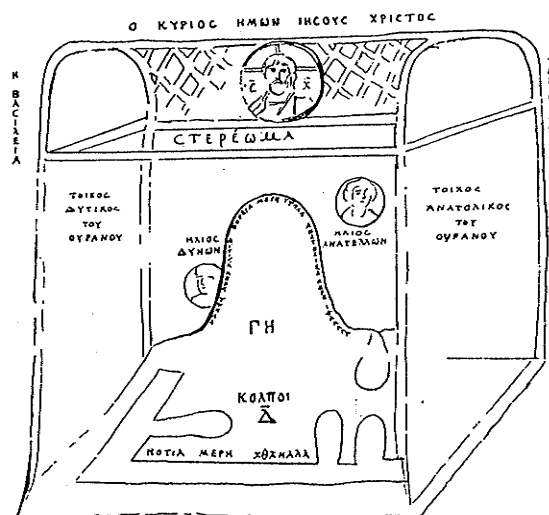 Ο ΚΥΡΙΟΣ ΗΜΩΝ ΙΗΣΟΥΣ ΧΡΙΣΤΟΣ
Η ΒΑΣΙΛΕΙΑ
ΣΤΕΡΕΩΜΑ
ΤΟΙΧΟΣ
ΔΥΤΙΚΟΣ
ΤΟΥ
ΟΥΡΑΝΟΥ
ΗΛΙΟΣ
ΔΥΝΩΝ
ΗΛΙΟΣ
ΑΝΑΤΕΛΛΩΝ
ΤΟΙΧΟΣ
ΑΝΑΤΟΛΙΚΟΣ
ΤΟΥ
ΟΥΡΑΝΟΥ
ΓΗ
ΚΟΛΠΟΙ
Δ̄
ΝΟΤΙΑ ΜΕΡΗ ΧΘΑΜΑΛΑ